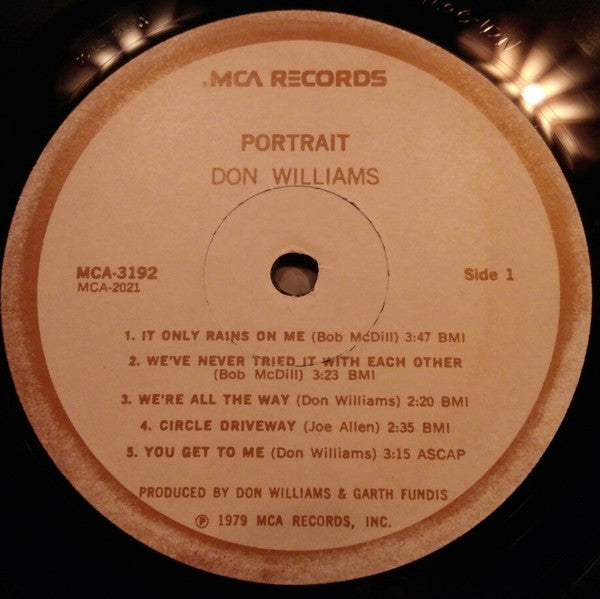 MCA RECORDS
PORTRAIT
DON WILLIAMS
MCA-3192
MCA-2021
Side 1
1. IT ONLY RAINS ON ME (Bob McDill) 3:47 BMI
2. WE'VE NEVER TRIED IT WITH EACH OTHER
(Bob McDill) 3:23 BMI
3. WE'RE ALL THE WAY (Don Williams) 2:20 BMI
4. CIRCLE DRIVEWAY (Joe Allen) 2:35 BMI
5. YOU GET TO ME (Don Williams) 3:15 ASCAP
PRODUCED BY DON WILLIAMS & GARTH FUNDIS
℗ 1979 MCA RECORDS, INC.